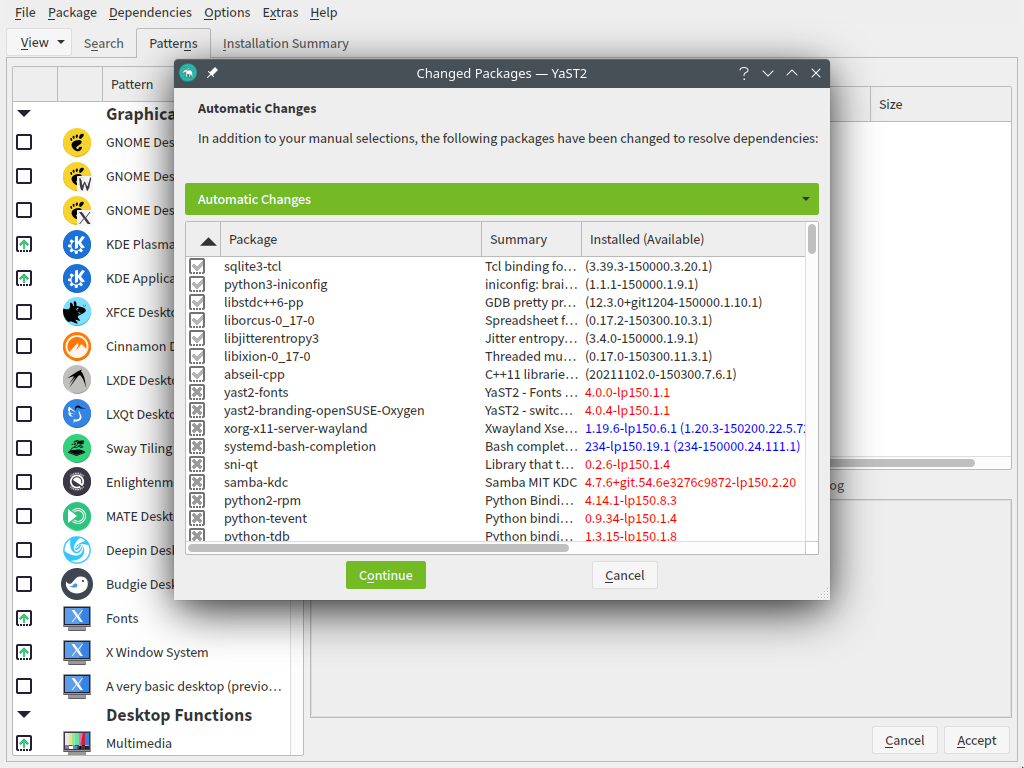 File Package Dependencies Options Extras Help
View Search Patterns Installation Summary
Changed Packages — YaST2
Pattern
Size
Automatic Changes
In addition to your manual selections, the following packages have been changed to resolve dependencies:
Automatic Changes
Package Summary Installed (Available)
sqlite3-tcl Tcl binding fo... (3.39.3-150000.3.20.1)
python3-iniconfig iniconfig: brai... (1.1.1-150000.1.9.1)
libstdc++6-pp GDB pretty pr... (12.3.0+git1204-150000.1.10.1)
liborcus-0_17-0 Spreadsheet f... (0.17.2-150300.10.3.1)
libjitterentropy3 Jitter entropy... (3.4.0-150000.1.9.1)
libixion-0_17-0 Threaded mu... (0.17.0-150300.11.3.1)
abseil-cpp C++11 librarie... (20211102.0-150300.7.6.1)
yast2-fonts YaST2 - Fonts ... 4.0.0-lp150.1.1
yast2-branding-openSUSE-Oxygen YaST2 - switc... 4.0.4-lp150.1.1
xorg-x11-server-wayland Xwayland Xse... 1.19.6-lp150.6.1 (1.20.3-150200.22.5.7
systemd-bash-completion Bash complet... 234-lp150.19.1 (234-150000.24.111.1)
sni-qt Library that t... 0.2.6-lp150.1.4
samba-kdc Samba MIT KDC 4.7.6+git.54.6e3276c9872-lp150.2.20
python2-rpm Python Bindi... 4.14.1-lp150.8.3
python-tevent Python bindi... 0.9.34-lp150.1.4
python-tdb Python bindi... 1.3.15-lp150.1.8
Continue Cancel
Graphica
GNOME Des
GNOME Des
GNOME Des
KDE Plasma
KDE Applica
XFCE Deskto
Cinnamon D
LXDE Deskto
LXQt Deskto
Sway Tiling
Enlightenm
MATE Deskt
Deepin Desk
Budgie Desk
Fonts
X Window System
A very basic desktop (previo...
Desktop Functions
Multimedia
og
Cancel Accept